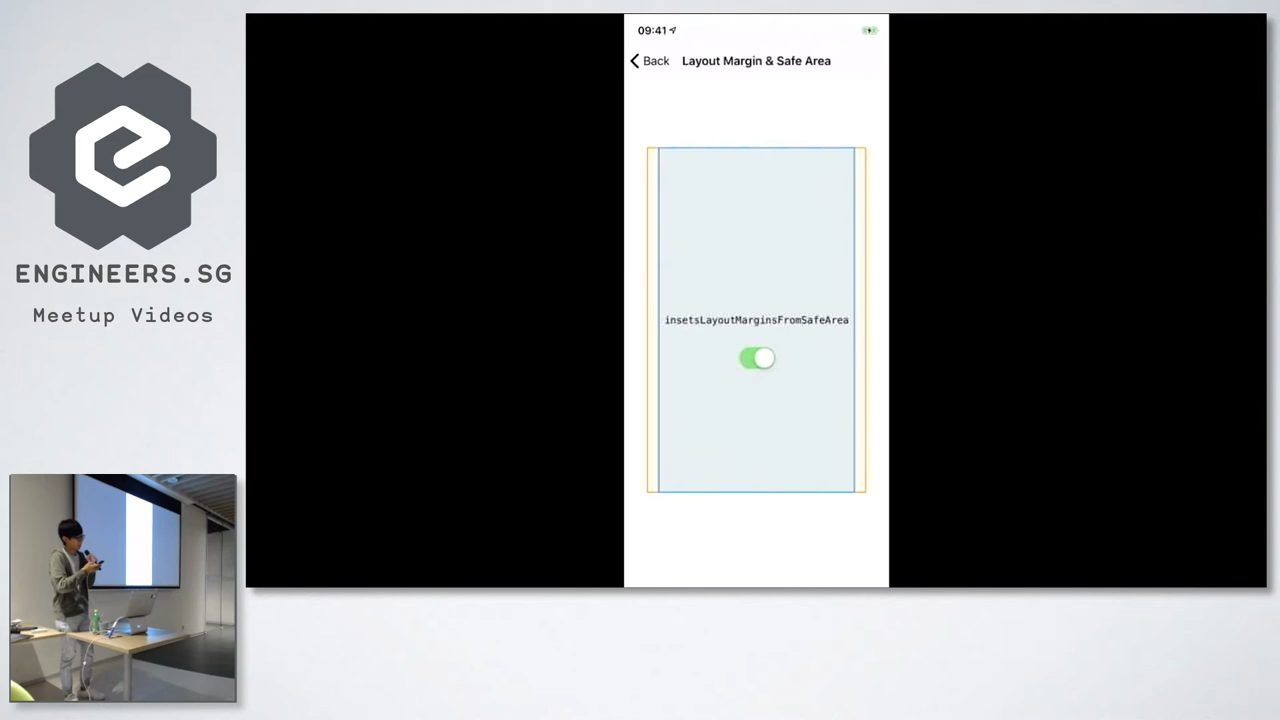 ENGINEERS.SG
Meetup Videos
09:41
Back
Layout Margin & Safe Area
insetsLayoutMarginsFromSafeArea